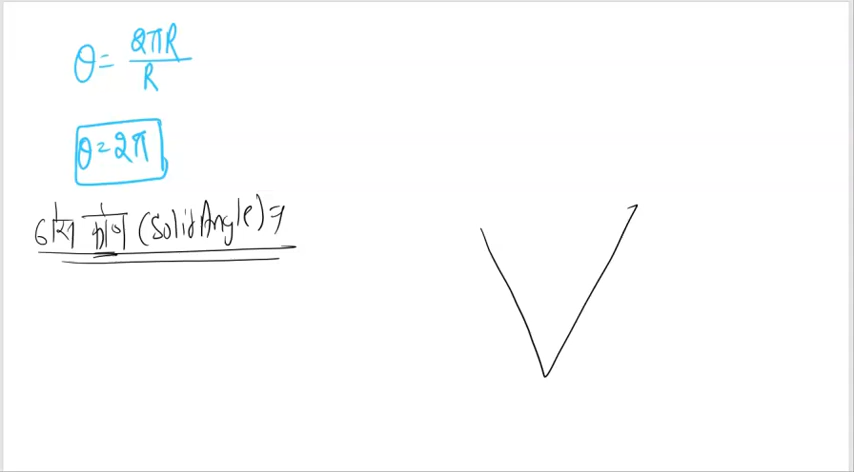 θ = 2πR / R
θ = 2π
ठोस कोण (Solid Angle) ⇒